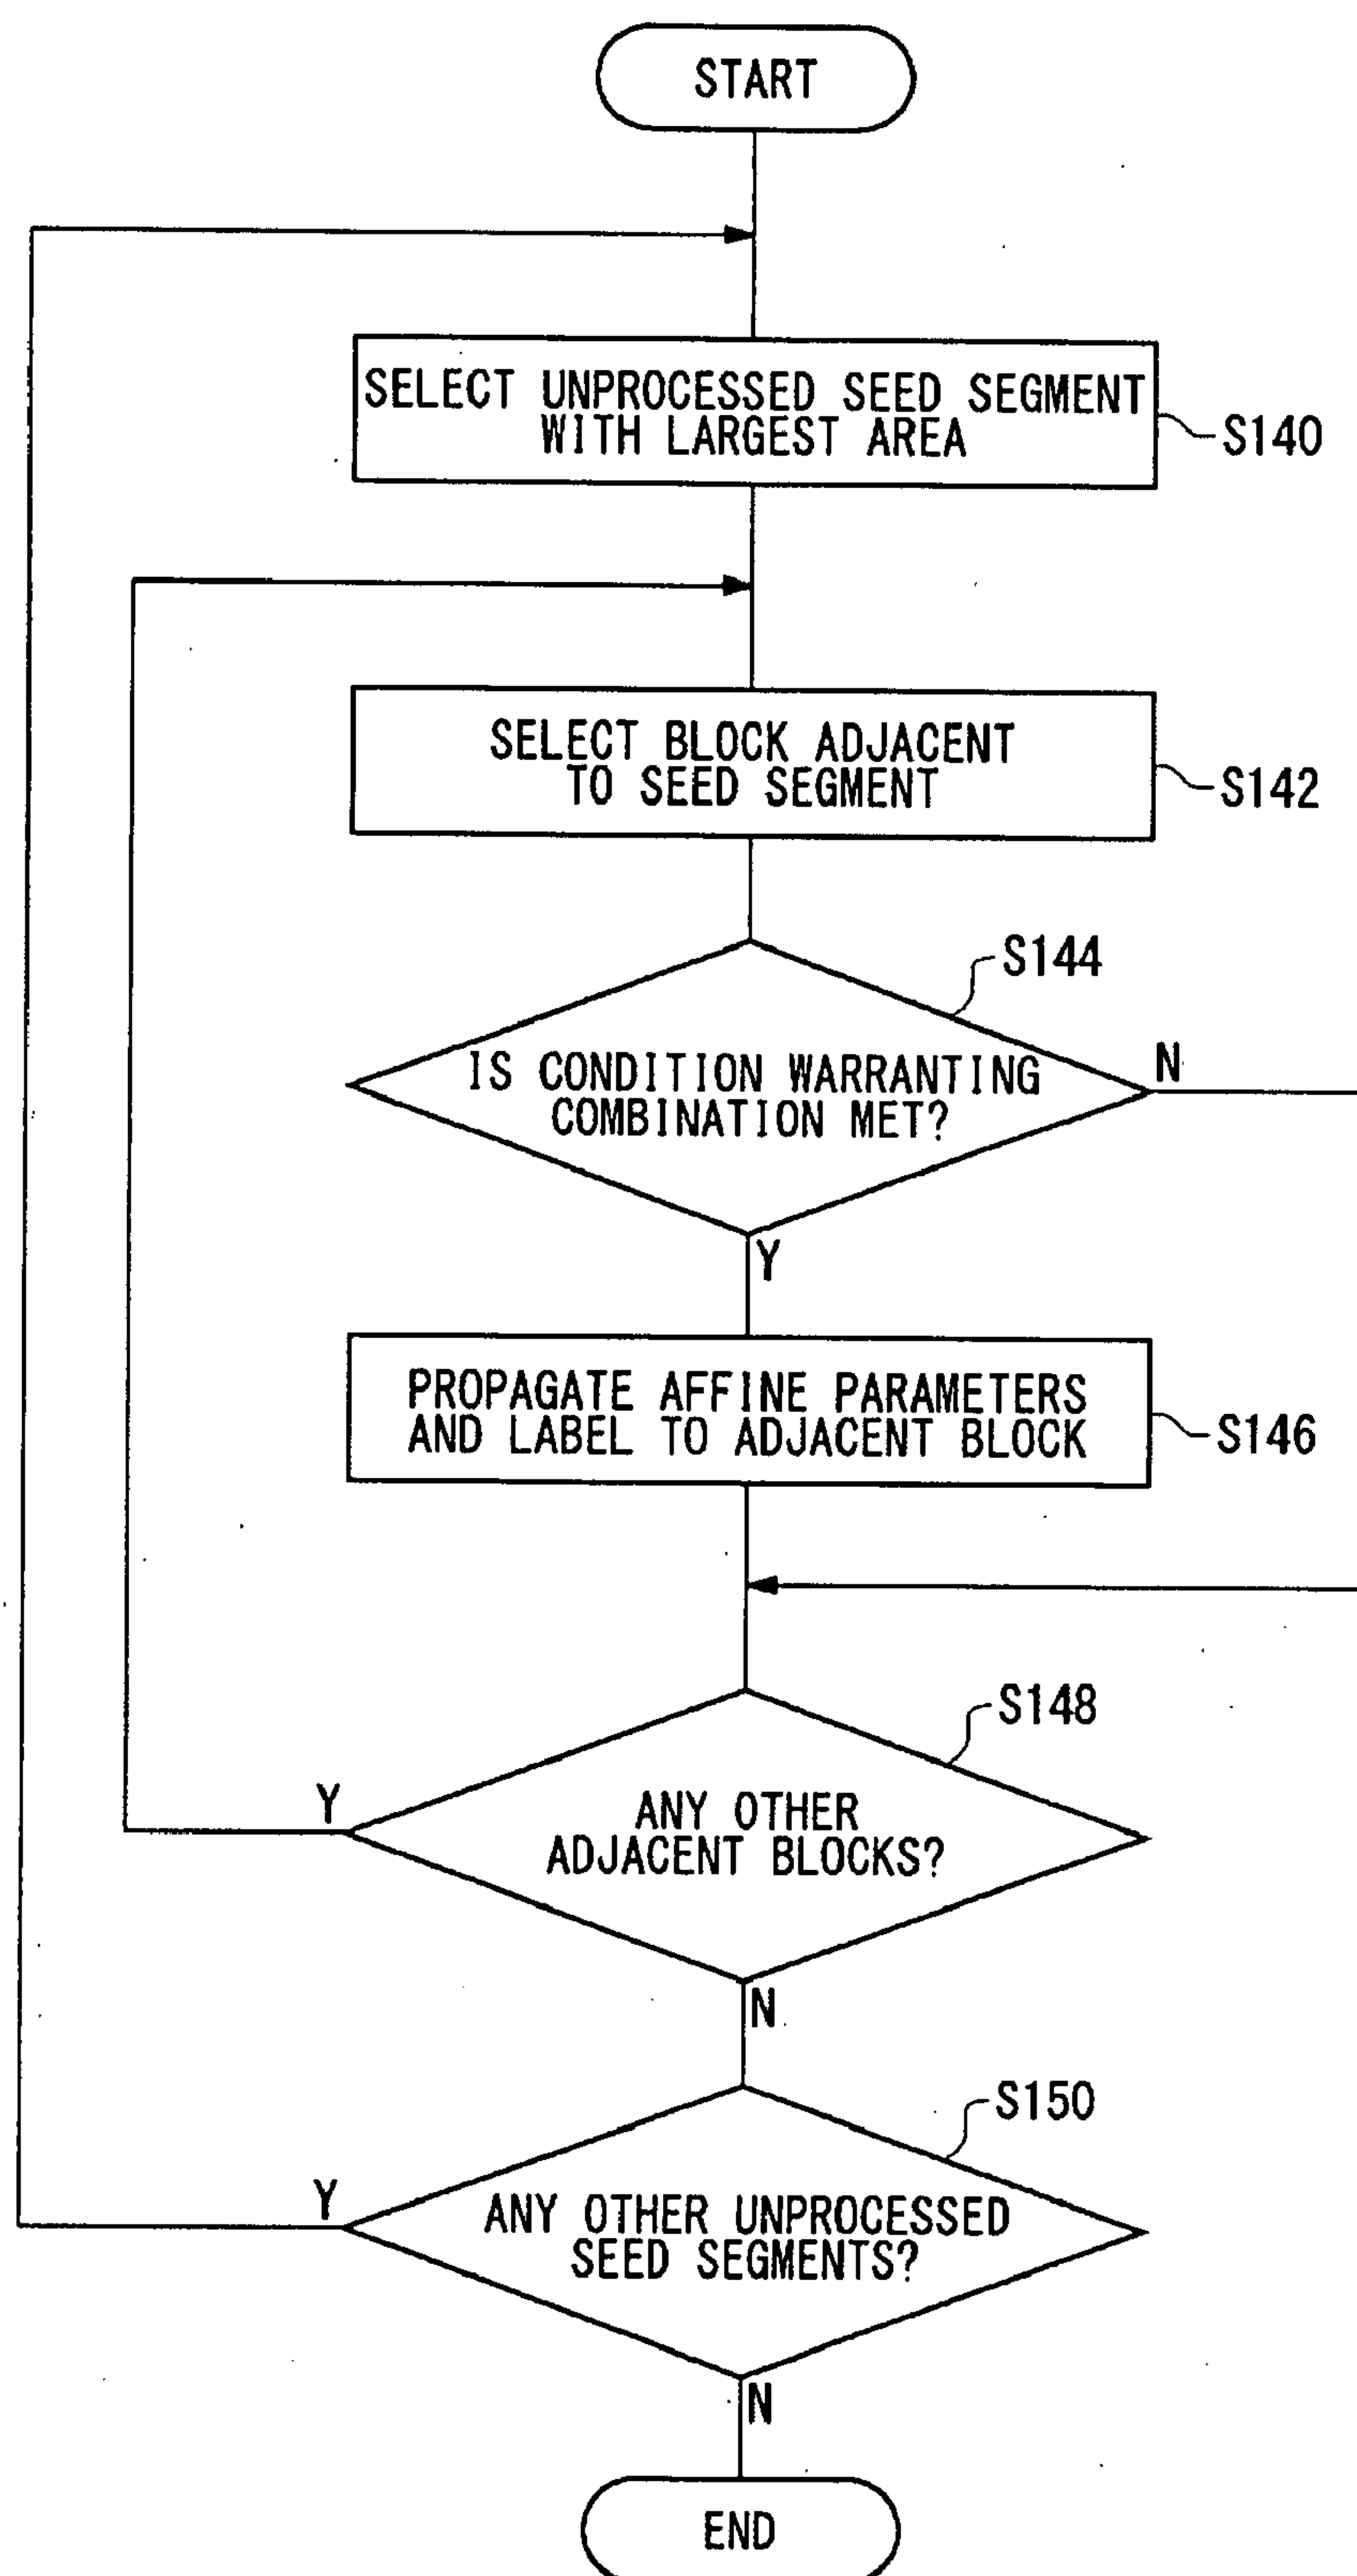 START
SELECT UNPROCESSED SEED SEGMENT
WITH LARGEST AREA
S140
SELECT BLOCK ADJACENT
TO SEED SEGMENT
S142
S144
IS CONDITION WARRANTING
COMBINATION MET?
N
Y
PROPAGATE AFFINE PARAMETERS
AND LABEL TO ADJACENT BLOCK
S146
S148
Y
ANY OTHER
ADJACENT BLOCKS?
N
S150
Y
ANY OTHER UNPROCESSED
SEED SEGMENTS?
N
END